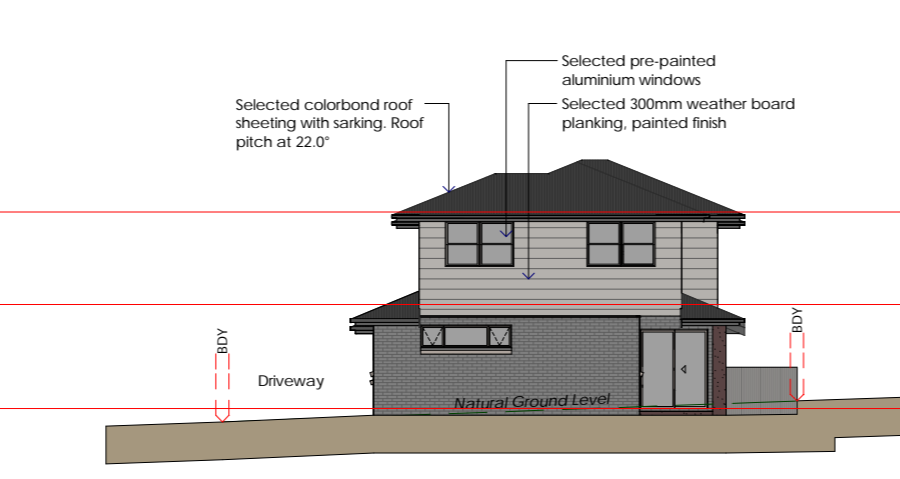 Selected pre-painted
aluminium windows
Selected colorbond roof
sheeting with sarking. Roof
pitch at 22.0°
Selected 300mm weather board
planking, painted finish
BDY
BDY
Driveway
Natural Ground Level